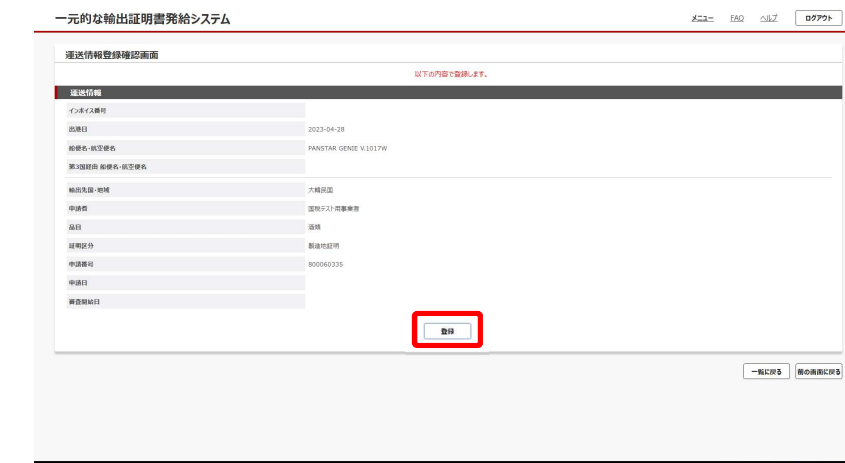 一元的な輸出証明書発給システム
メニュー FAQ ヘルプ ログアウト
運送情報登録確認画面
以下の内容で登録します。
運送情報
インボイス番号
出港日 2023-04-28
船便名・航空便名 PANSTAR GENIE V.1017W
第3国経由 船便名・航空便名
輸出先国・地域 大韓民国
申請者 国税テスト用事業者
品目 酒類
証明区分 製造地証明
申請番号 800060335
申請日
審査開始日
登録
一覧に戻る 前の画面に戻る